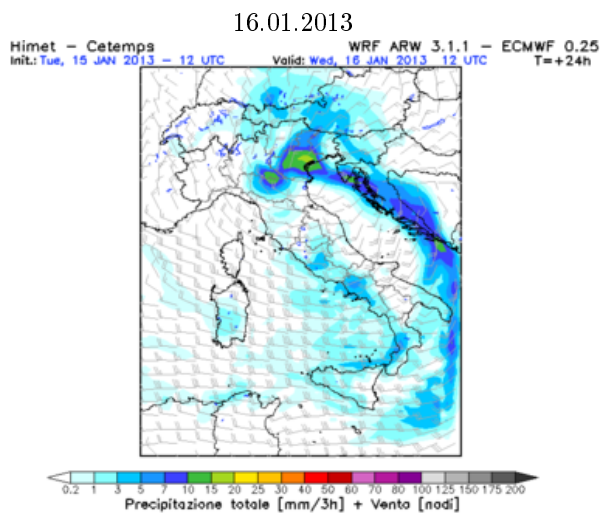 16.01.2013
Himet – Cetemps WRF ARW 3.1.1 – ECMWF 0.25
Init.: Tue, 15 JAN 2013 – 12 UTC Valid: Wed, 16 JAN 2013 12 UTC T=+24h
0.2 1 3 5 7 10 15 20 25 30 40 50 60 70 80 100 125 150 175 200
Precipitazione totale [mm/3h] + Vento [nodi]